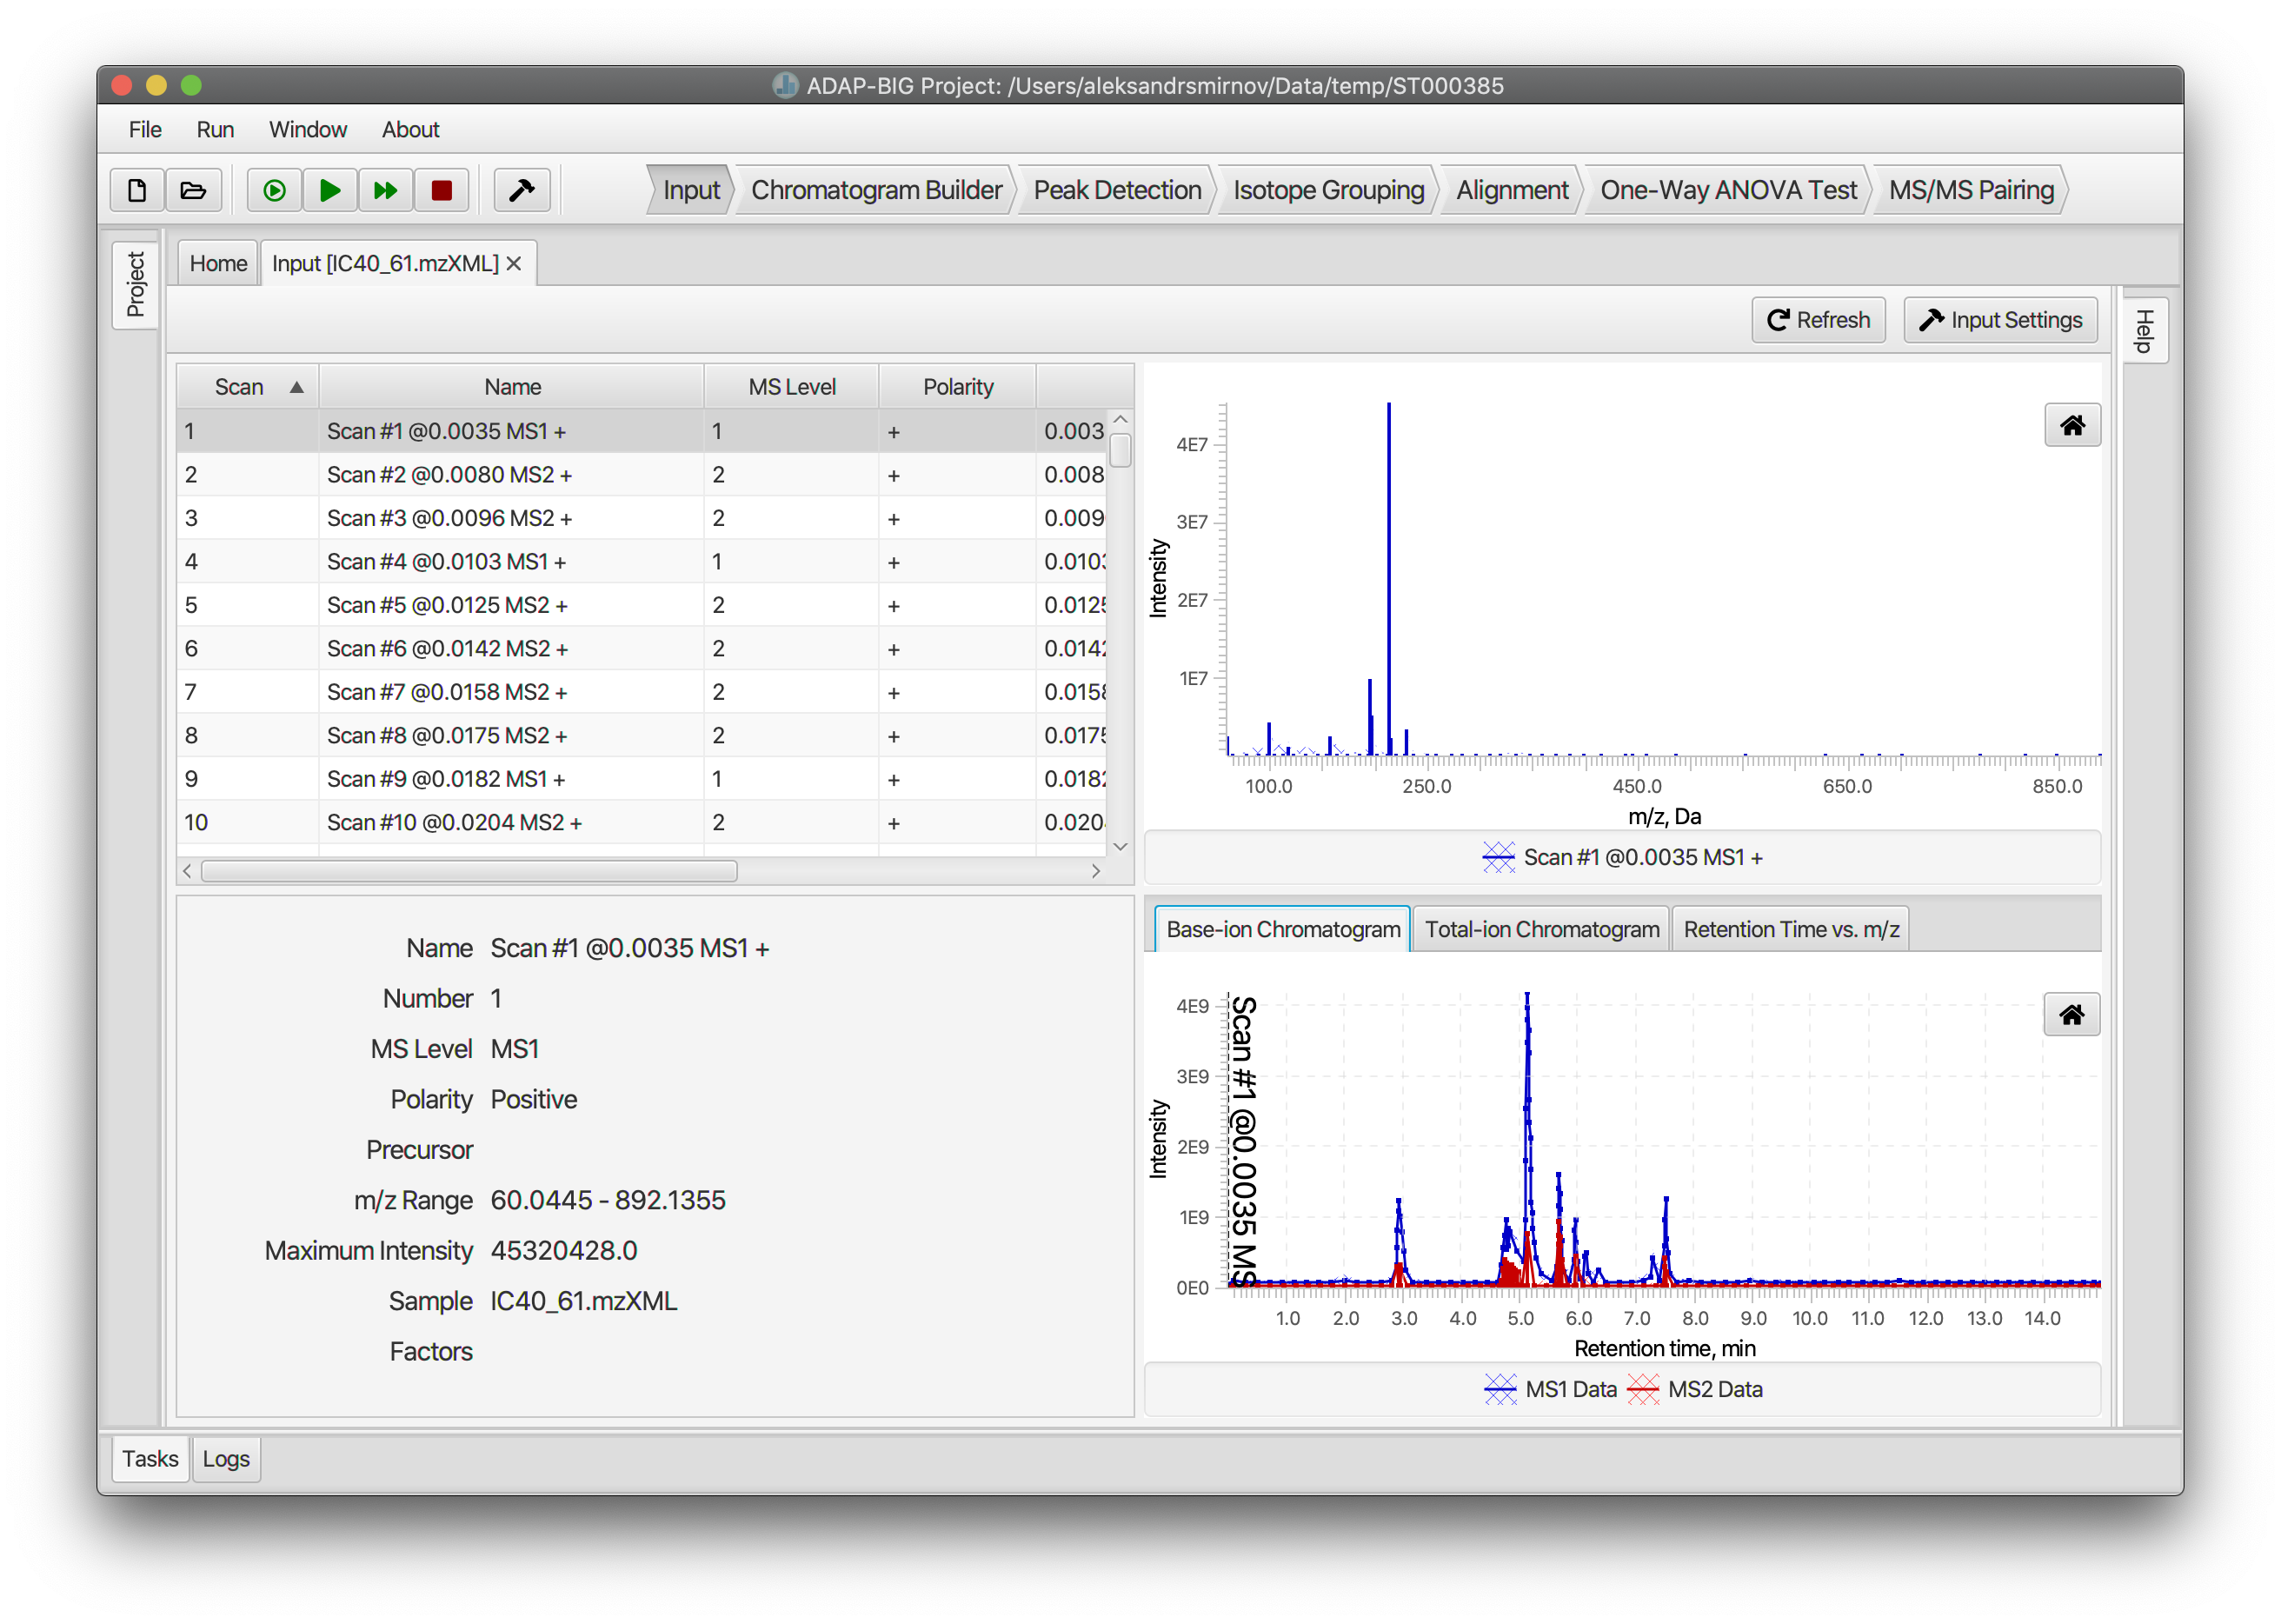 ADAP-BIG Project: /Users/aleksandrsmirnov/Data/temp/ST000385
File Run Window About
Input Chromatogram Builder Peak Detection Isotope Grouping Alignment One-Way ANOVA Test MS/MS Pairing
Project
Home Input [IC40_61.mzXML]
Refresh Input Settings
Help
Scan Name MS Level Polarity
1 Scan #1 @0.0035 MS1 + 1 + 0.003
2 Scan #2 @0.0080 MS2 + 2 + 0.008
3 Scan #3 @0.0096 MS2 + 2 + 0.009
4 Scan #4 @0.0103 MS1 + 1 + 0.0103
5 Scan #5 @0.0125 MS2 + 2 + 0.0125
6 Scan #6 @0.0142 MS2 + 2 + 0.0142
7 Scan #7 @0.0158 MS2 + 2 + 0.0158
8 Scan #8 @0.0175 MS2 + 2 + 0.0175
9 Scan #9 @0.0182 MS1 + 1 + 0.0182
10 Scan #10 @0.0204 MS2 + 2 + 0.020
Intensity
4E7
3E7
2E7
1E7
100.0 250.0 450.0 650.0 850.0
m/z, Da
Scan #1 @0.0035 MS1 +
Name Scan #1 @0.0035 MS1 +
Number 1
MS Level MS1
Polarity Positive
Precursor
m/z Range 60.0445 - 892.1355
Maximum Intensity 45320428.0
Sample IC40_61.mzXML
Factors
Base-ion Chromatogram Total-ion Chromatogram Retention Time vs. m/z
Intensity
4E9
3E9
2E9
1E9
0E0
Scan #1 @0.0035 MS
1.0 2.0 3.0 4.0 5.0 6.0 7.0 8.0 9.0 10.0 11.0 12.0 13.0 14.0
Retention time, min
MS1 Data MS2 Data
Tasks Logs